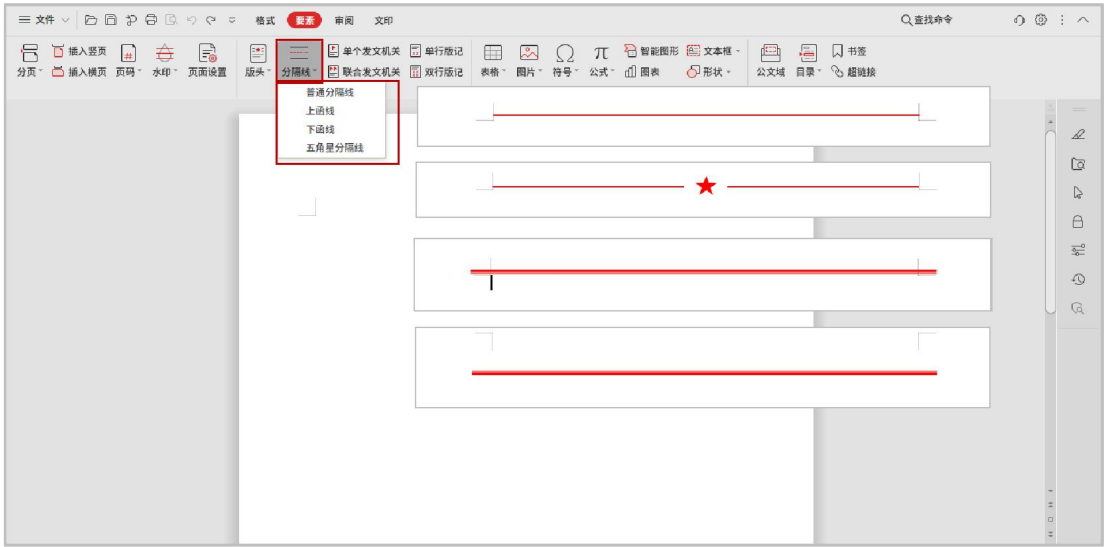 文件 格式 要素 审阅 文印 查找命令
分页 插入竖页 插入横页 页码 水印 页面设置 版头 分隔线 单个发文机关 联合发文机关 单行版记 双行版记 表格 图片 符号 公式 智能图形 图表 文本框 形状 公文域 目录 书签 超链接
普通分隔线
上函线
下函线
五角星分隔线